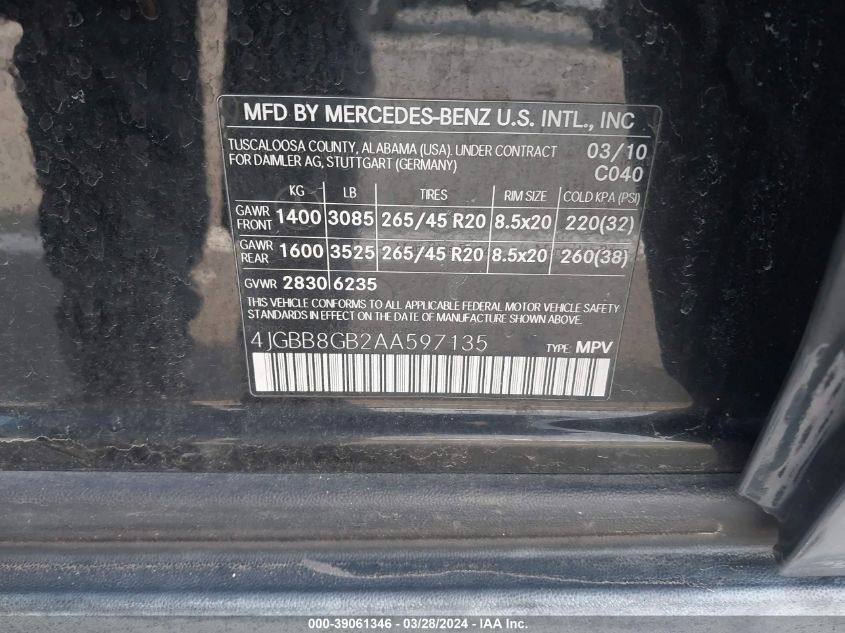 MFD BY MERCEDES-BENZ U.S. INTL., INC
TUSCALOOSA COUNTY, ALABAMA (USA). UNDER CONTRACT 03/10
FOR DAIMLER AG, STUTTGART (GERMANY) C040
KG LB TIRES RIM SIZE COLD KPA (PSI)
GAWR FRONT 1400 3085 265/45 R20 8.5x20 220(32)
GAWR REAR 1600 3525 265/45 R20 8.5x20 260(38)
GVWR 2830 6235
THIS VEHICLE CONFORMS TO ALL APPLICABLE FEDERAL MOTOR VEHICLE SAFETY
STANDARDS IN EFFECT ON THE DATE OF MANUFACTURE SHOWN ABOVE.
4JGBB8GB2AA597135 TYPE: MPV
000-39061346 - 03/28/2024 - IAA Inc.